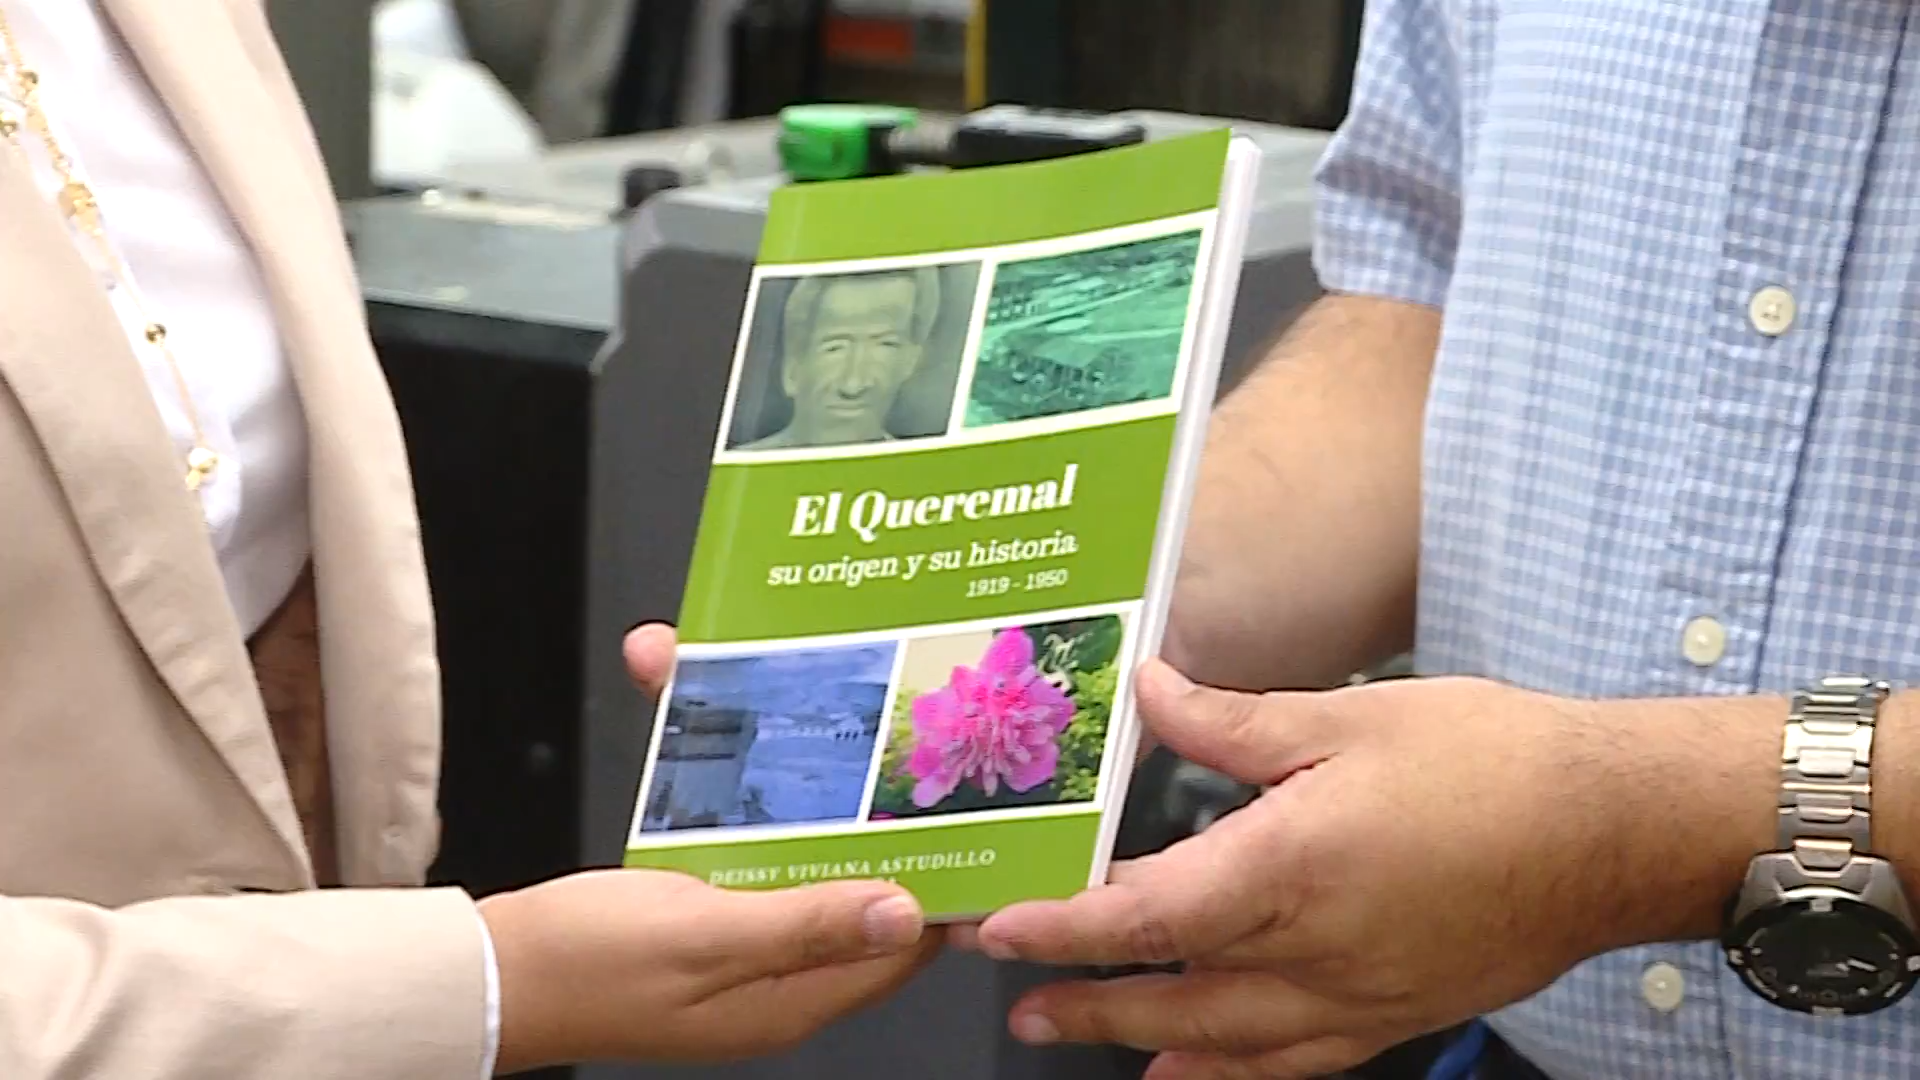 El Queremal
su origen y su historia
1919 - 1950
DEISSY VIVIANA ASTUDILLO